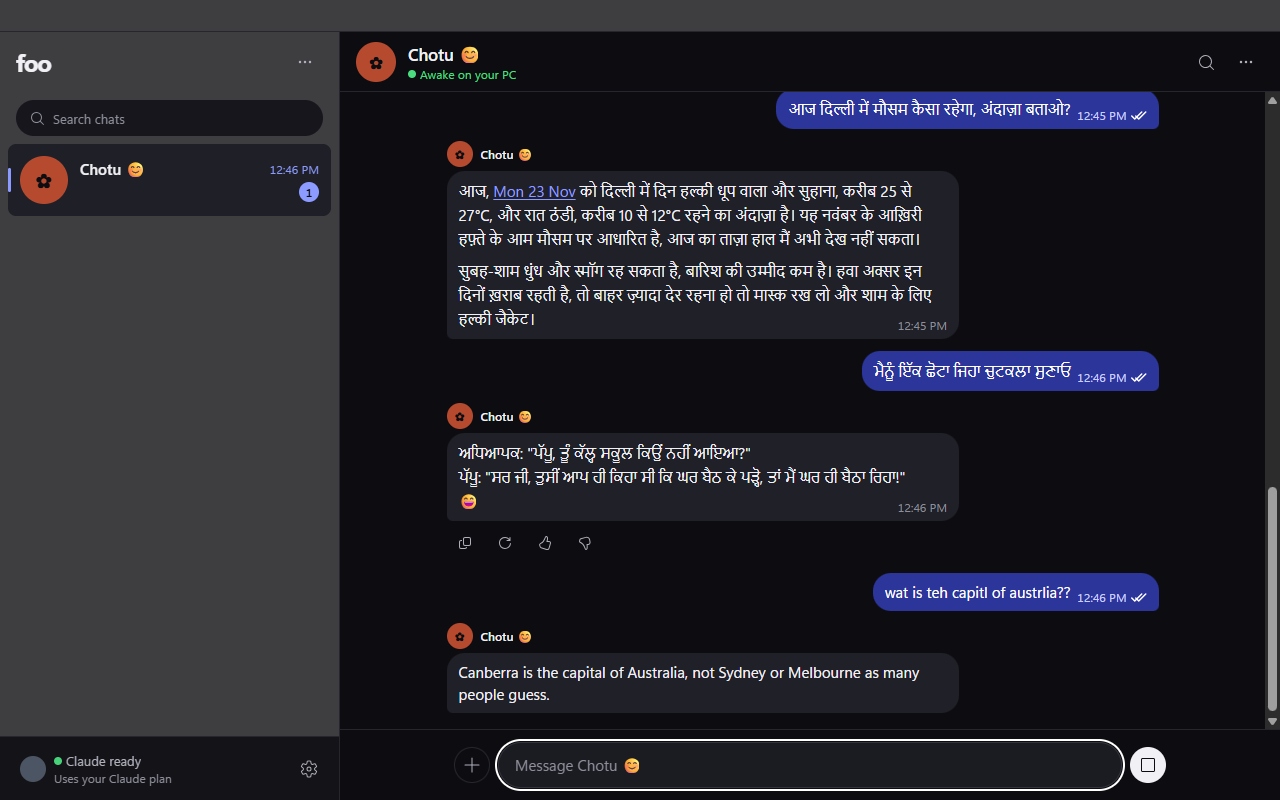 foo
Search chats
Chotu 😊
12:46 PM
1
Claude ready
Uses your Claude plan
Chotu 😊
Awake on your PC
आज दिल्ली में मौसम कैसा रहेगा, अंदाज़ा बताओ? 12:45 PM
Chotu 😊
आज, Mon 23 Nov को दिल्ली में दिन हल्की धूप वाला और सुहाना, करीब 25 से
27°C, और रात ठंडी, करीब 10 से 12°C रहने का अंदाज़ा है। यह नवंबर के आख़िरी
हफ़्ते के आम मौसम पर आधारित है, आज का ताज़ा हाल मैं अभी देख नहीं सकता।
सुबह-शाम धुंध और स्मॉग रह सकता है, बारिश की उम्मीद कम है। हवा अक्सर इन
दिनों ख़राब रहती है, तो बाहर ज़्यादा देर रहना हो तो मास्क रख लो और शाम के लिए
हल्की जैकेट।
12:45 PM
ਮੈਨੂੰ ਇੱਕ ਛੋਟਾ ਜਿਹਾ ਚੁਟਕਲਾ ਸੁਣਾਓ 12:46 PM
Chotu 😊
ਅਧਿਆਪਕ: "ਪੱਪੂ, ਤੂੰ ਕੱਲ੍ਹ ਸਕੂਲ ਕਿਉਂ ਨਹੀਂ ਆਇਆ?"
ਪੱਪੂ: "ਸਰ ਜੀ, ਤੁਸੀਂ ਆਪ ਹੀ ਕਿਹਾ ਸੀ ਕਿ ਘਰ ਬੈਠ ਕੇ ਪੜ੍ਹੋ, ਤਾਂ ਮੈਂ ਘਰ ਹੀ ਬੈਠਾ ਰਿਹਾ!"
😄
12:46 PM
wat is teh capitl of austrlia?? 12:46 PM
Chotu 😊
Canberra is the capital of Australia, not Sydney or Melbourne as many
people guess.
Message Chotu 😊